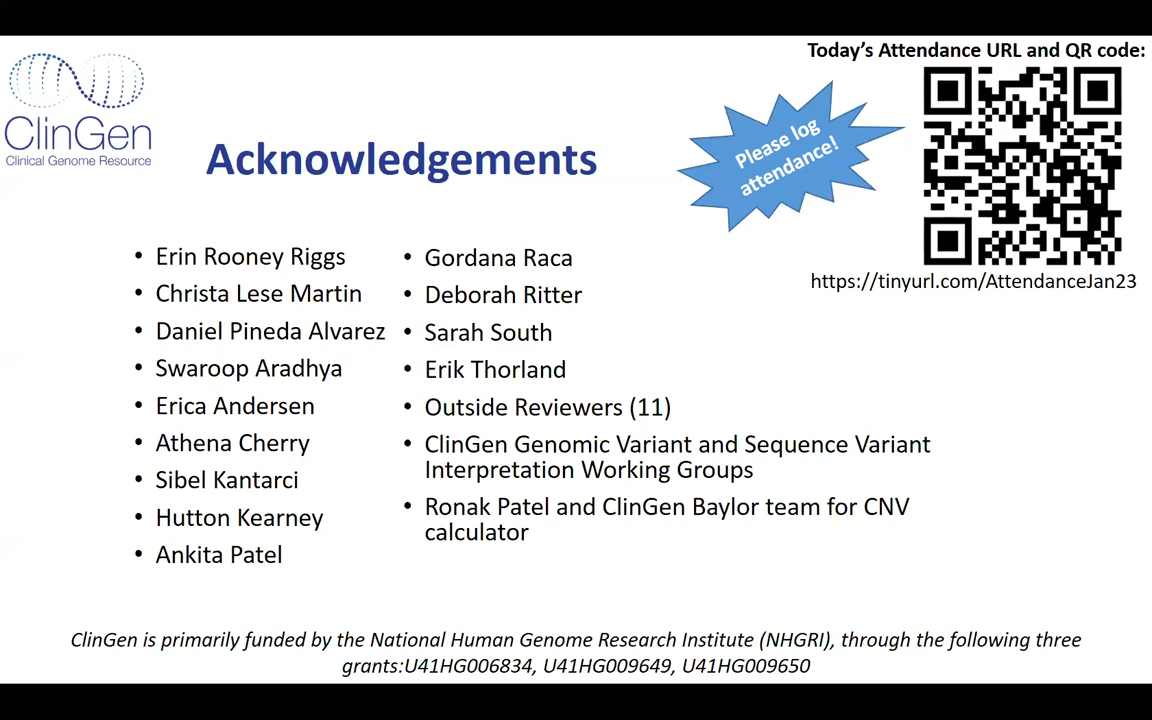 Today's Attendance URL and QR code:
ClinGen
Clinical Genome Resource
Acknowledgements
Please log
attendance!
https://tinyurl.com/AttendanceJan23
• Erin Rooney Riggs
• Christa Lese Martin
• Daniel Pineda Alvarez
• Swaroop Aradhya
• Erica Andersen
• Athena Cherry
• Sibel Kantarci
• Hutton Kearney
• Ankita Patel
• Gordana Raca
• Deborah Ritter
• Sarah South
• Erik Thorland
• Outside Reviewers (11)
• ClinGen Genomic Variant and Sequence Variant
Interpretation Working Groups
• Ronak Patel and ClinGen Baylor team for CNV
calculator
ClinGen is primarily funded by the National Human Genome Research Institute (NHGRI), through the following three
grants:U41HG006834, U41HG009649, U41HG009650